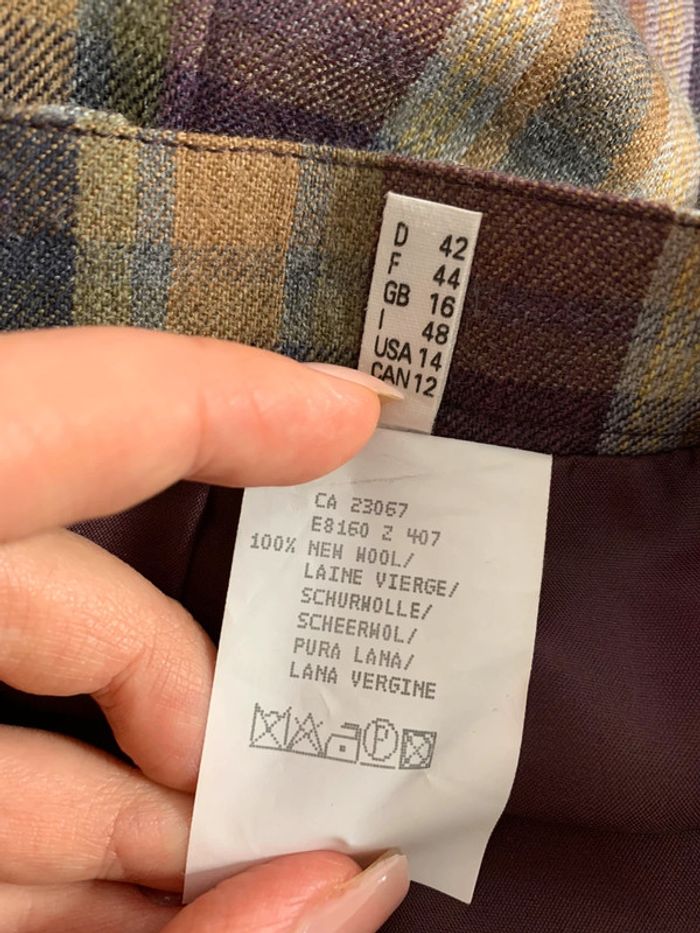 D 42
F 44
GB 16
I 48
USA 14
CAN 12
CA 23067
E8160 Z 407
100% NEW WOOL/
LAINE VIERGE/
SCHURWOLLE/
SCHEERWOL/
PURA LANA/
LANA VERGINE
P